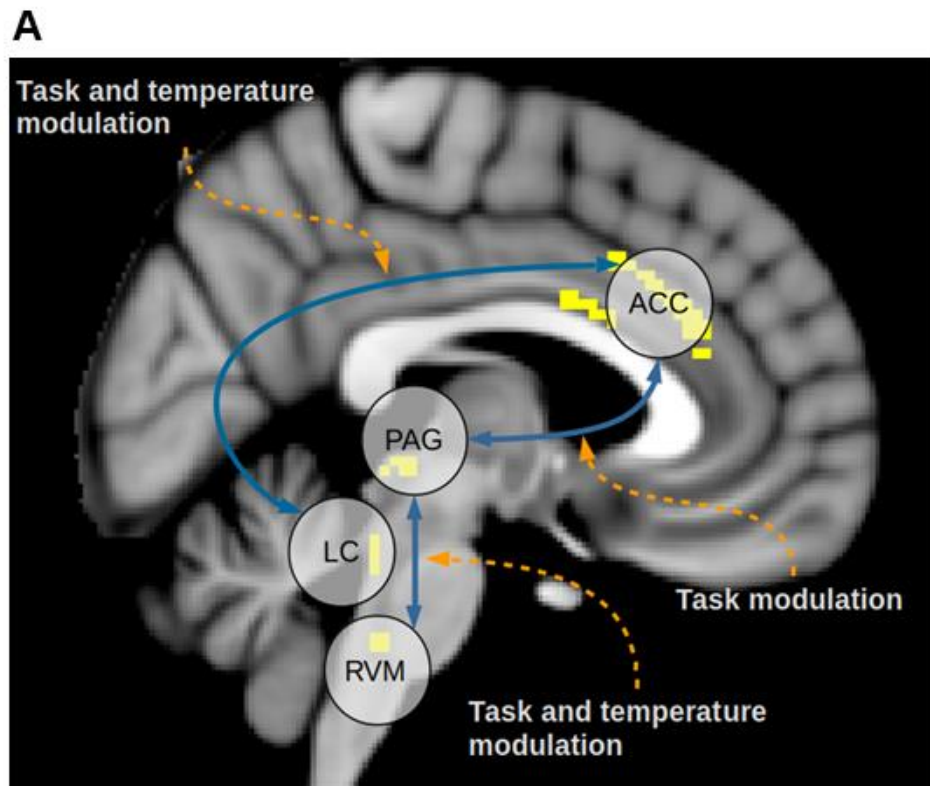 A
Task and temperature
modulation
ACC
PAG
LC
RVM
Task modulation
Task and temperature
modulation